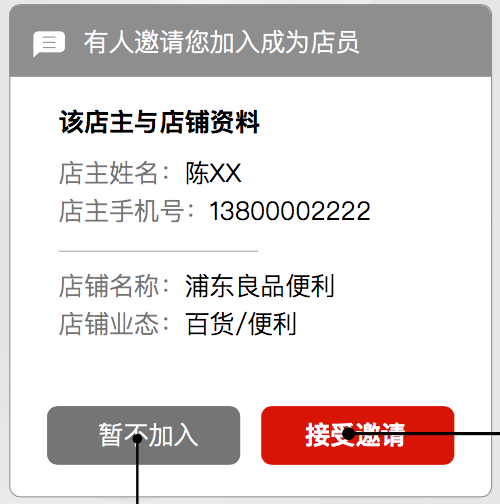 有人邀请您加入成为店员
该店主与店铺资料
店主姓名：陈XX
店主手机号：13800002222
店铺名称：浦东良品便利
店铺业态：百货/便利
暂不加入
接受邀请